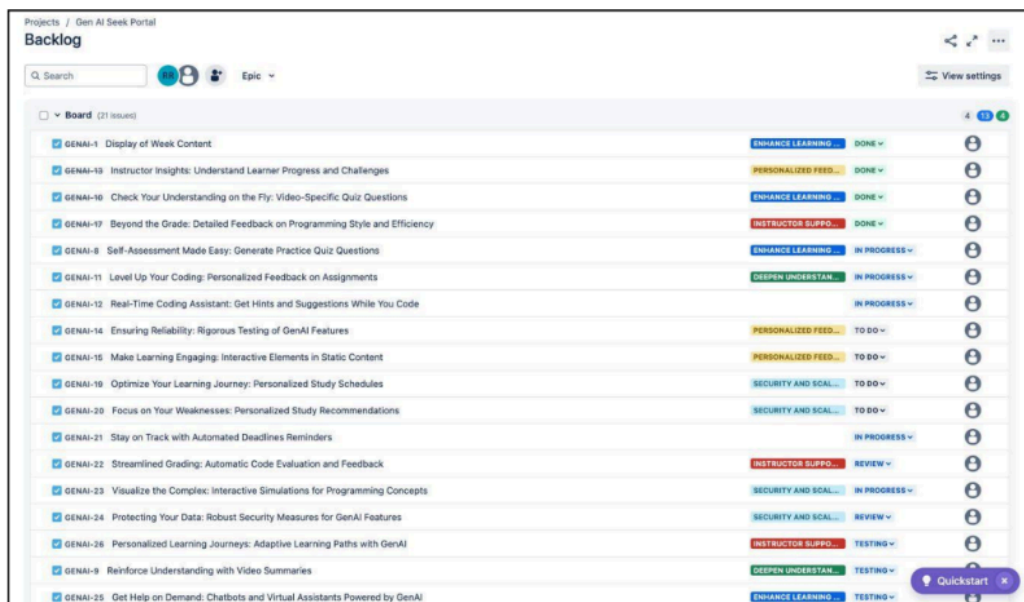 Projects / Gen AI Seek Portal
Backlog
Search RR Epic View settings
Board (21 issues) 4 13 4
GENAI-1 Display of Week Content ENHANCE LEARNING ... DONE
GENAI-13 Instructor Insights: Understand Learner Progress and Challenges PERSONALIZED FEED... DONE
GENAI-10 Check Your Understanding on the Fly: Video-Specific Quiz Questions ENHANCE LEARNING ... DONE
GENAI-17 Beyond the Grade: Detailed Feedback on Programming Style and Efficiency INSTRUCTOR SUPPO... DONE
GENAI-8 Self-Assessment Made Easy: Generate Practice Quiz Questions ENHANCE LEARNING ... IN PROGRESS
GENAI-11 Level Up Your Coding: Personalized Feedback on Assignments DEEPEN UNDERSTAN... IN PROGRESS
GENAI-12 Real-Time Coding Assistant: Get Hints and Suggestions While You Code IN PROGRESS
GENAI-14 Ensuring Reliability: Rigorous Testing of GenAI Features PERSONALIZED FEED... TO DO
GENAI-15 Make Learning Engaging: Interactive Elements in Static Content PERSONALIZED FEED... TO DO
GENAI-19 Optimize Your Learning Journey: Personalized Study Schedules SECURITY AND SCAL... TO DO
GENAI-20 Focus on Your Weaknesses: Personalized Study Recommendations SECURITY AND SCAL... TO DO
GENAI-21 Stay on Track with Automated Deadlines Reminders IN PROGRESS
GENAI-22 Streamlined Grading: Automatic Code Evaluation and Feedback INSTRUCTOR SUPPO... REVIEW
GENAI-23 Visualize the Complex: Interactive Simulations for Programming Concepts SECURITY AND SCAL... IN PROGRESS
GENAI-24 Protecting Your Data: Robust Security Measures for GenAI Features SECURITY AND SCAL... REVIEW
GENAI-26 Personalized Learning Journeys: Adaptive Learning Paths with GenAI INSTRUCTOR SUPPO... TESTING
GENAI-9 Reinforce Understanding with Video Summaries DEEPEN UNDERSTAN... TESTING
Quickstart
GENAI-25 Get Help on Demand: Chatbots and Virtual Assistants Powered by GenAI ENHANCE LEARNING ... TESTING